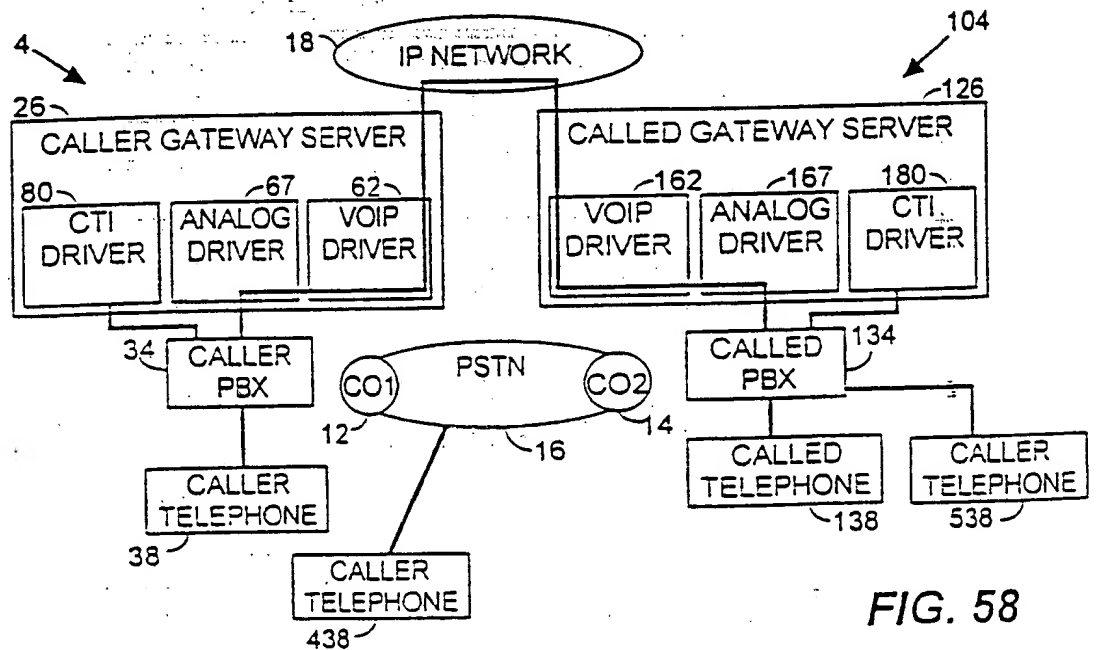 4
18
IP NETWORK
104
26
126
CALLER GATEWAY SERVER
CALLED GATEWAY SERVER
80
67
62
162
167
180
CTI
DRIVER
ANALOG
DRIVER
VOIP
DRIVER
VOIP
DRIVER
ANALOG
DRIVER
CTI
DRIVER
34
CALLER
PBX
CO1
PSTN
CO2
CALLED
PBX
134
12
16
14
CALLER
TELEPHONE
38
CALLED
TELEPHONE
138
CALLER
TELEPHONE
538
CALLER
TELEPHONE
438
FIG. 58